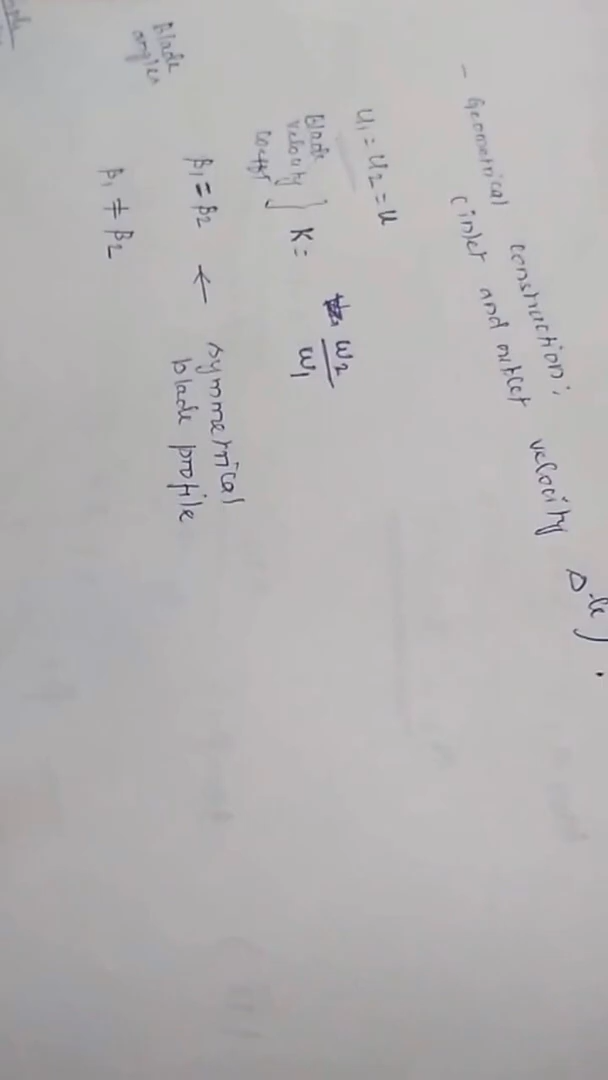 - Geometrical construction:
(inlet and outlet velocity Δle).
u₁ = u₂ = u
Blade velocity coeff } K = w₂/w₁
β₁ = β₂ ← symmetrical blade profile
Blade angles
β₁ ≠ β₂